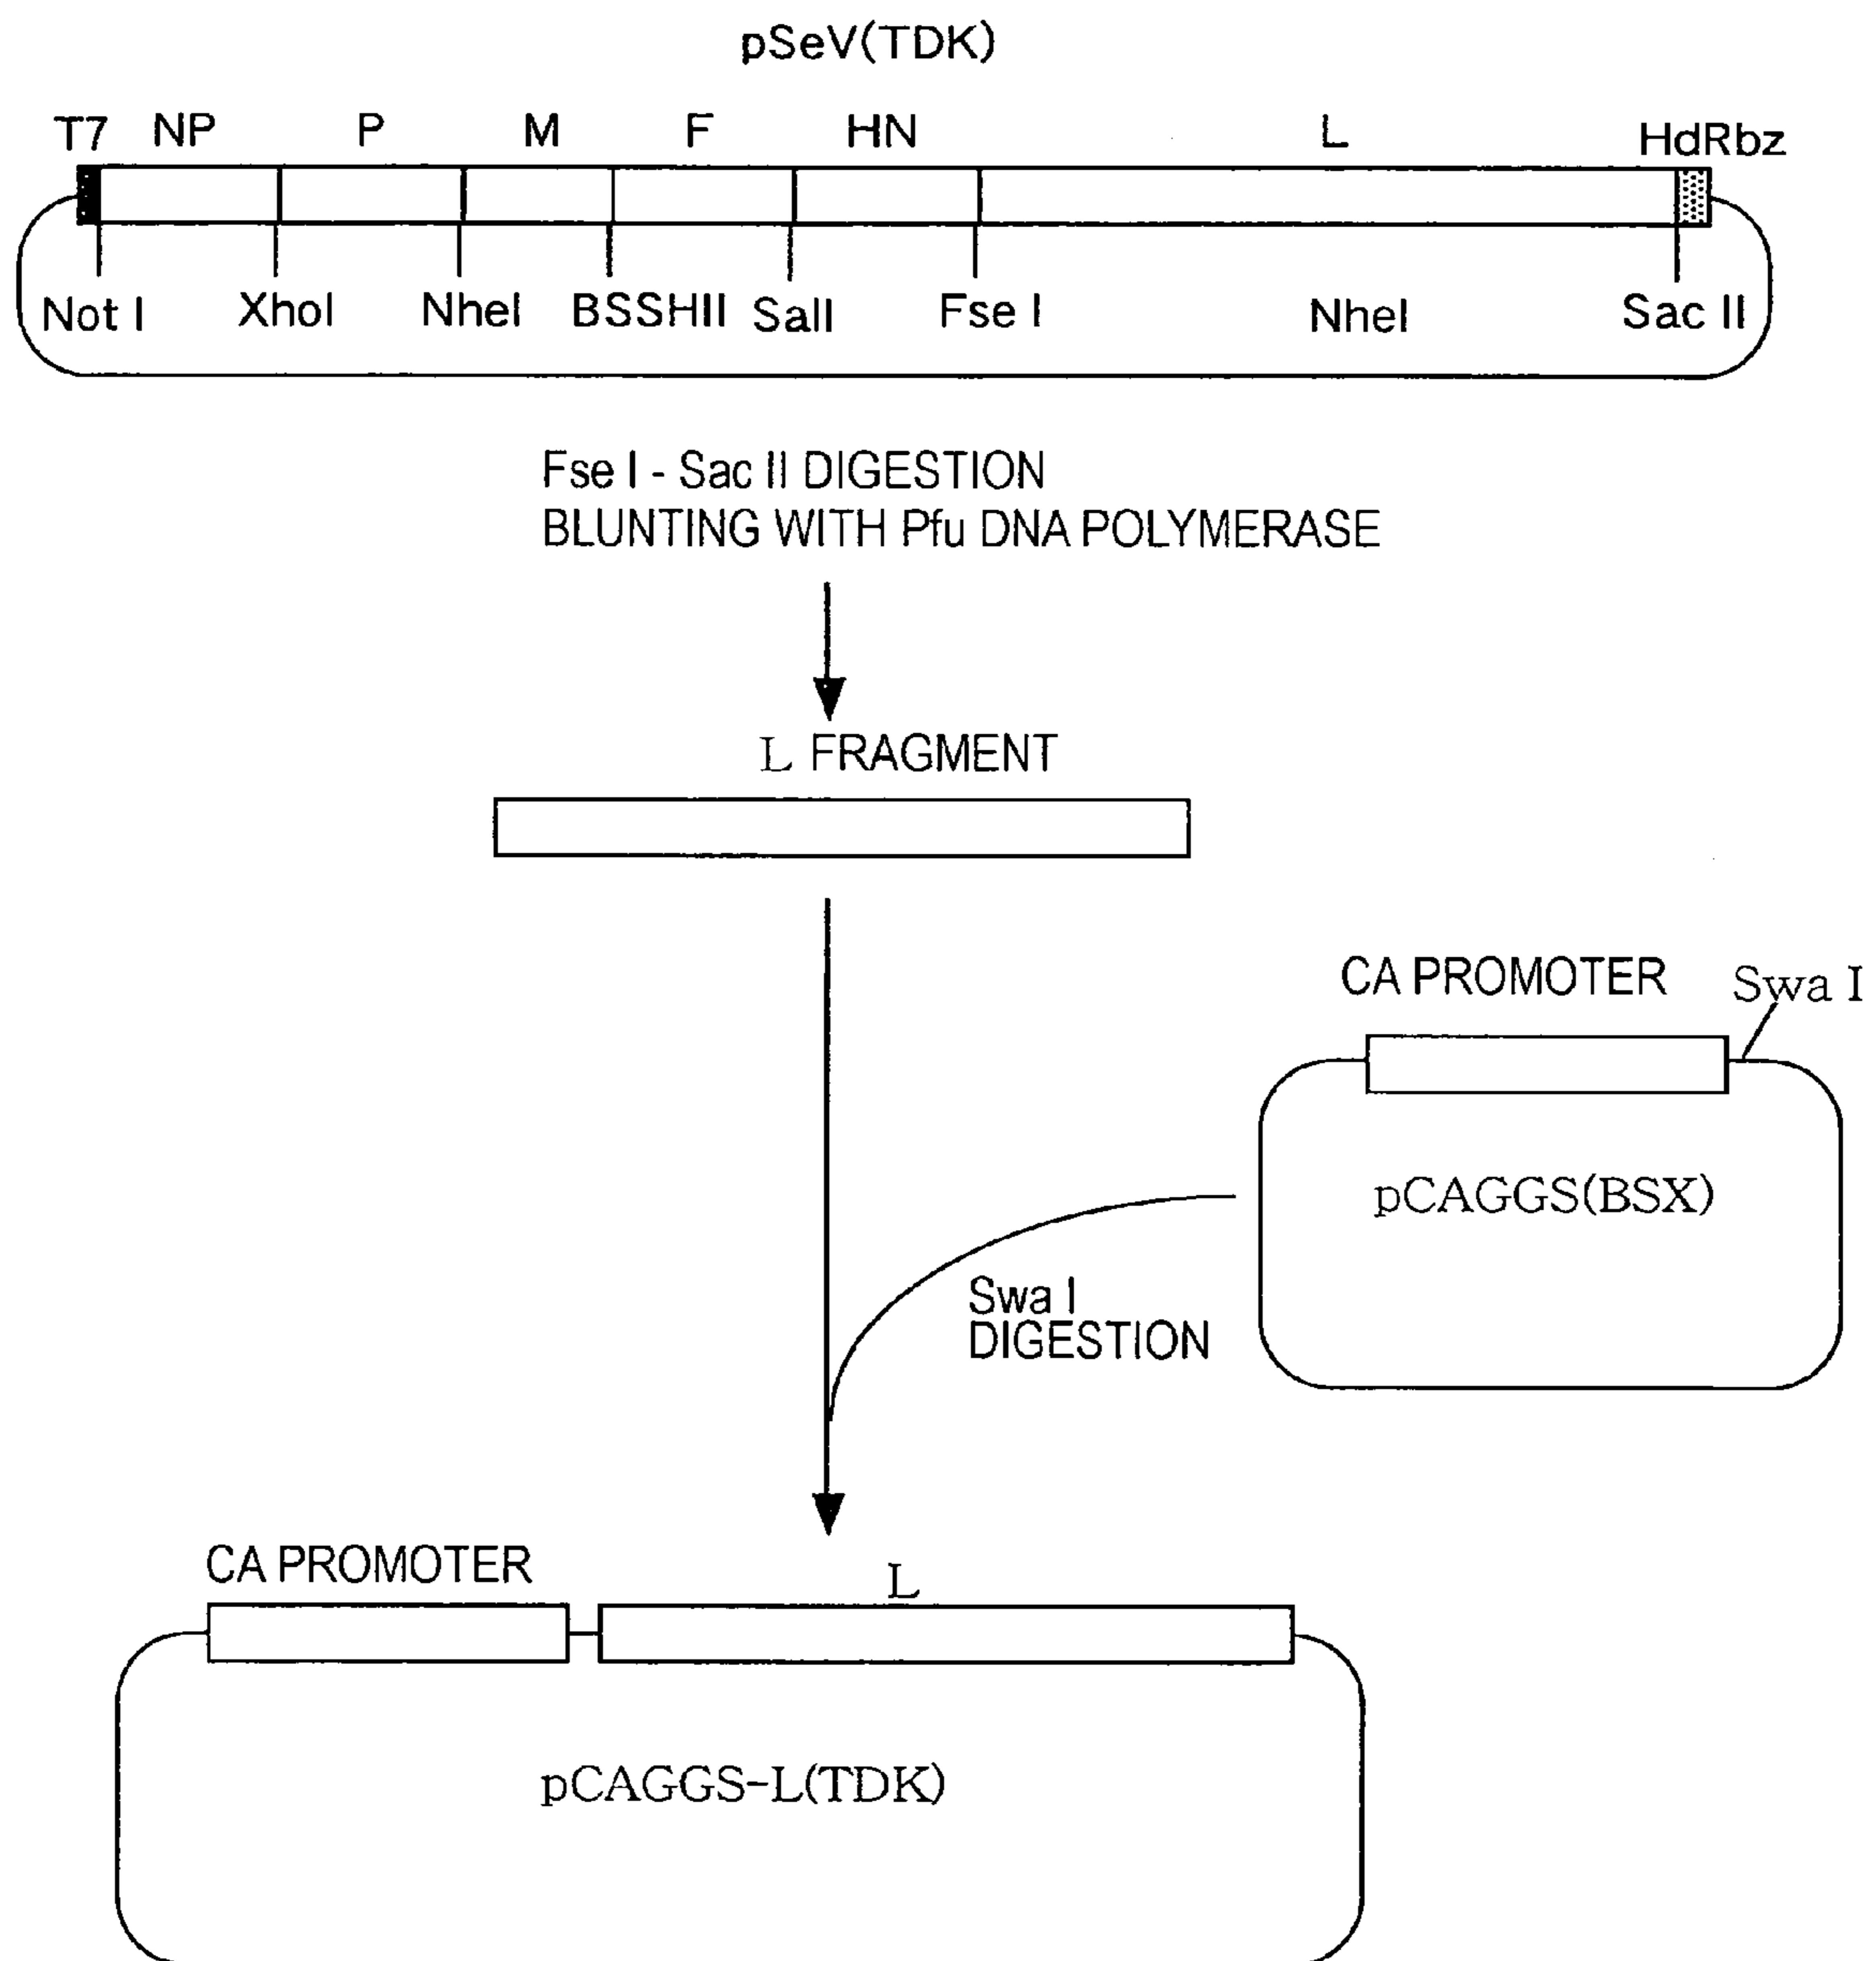 pSeV(TDK)
T7 NP P M F HN L HdRbz
Not I XhoI NheI BSSHII SalI Fse I NheI Sac II
Fse I - Sac II DIGESTION
BLUNTING WITH Pfu DNA POLYMERASE
L FRAGMENT
CA PROMOTER Swa I
pCAGGS(BSX)
Swa I
DIGESTION
CA PROMOTER L
pCAGGS-L(TDK)